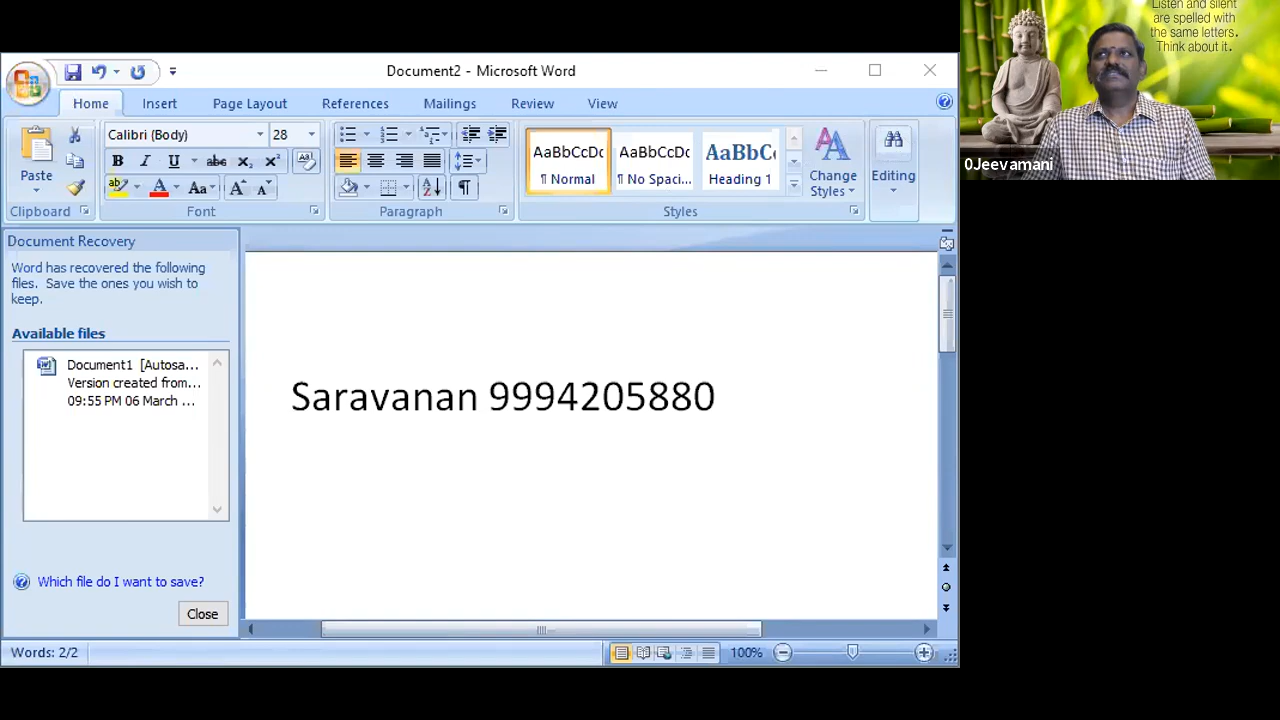 Listen and silent
are spelled with
the same letters.
Think about it.
0Jeevamani
Document2 - Microsoft Word
Home Insert Page Layout References Mailings Review View
Calibri (Body) 28
AaBbCcDc AaBbCcDc AaBbC
¶ Normal ¶ No Spaci... Heading 1
Paste
Change
Styles
Editing
Clipboard Font Paragraph Styles
Document Recovery
Word has recovered the following
files. Save the ones you wish to
keep.
Available files
Document1 [Autosa...
Version created from...
09:55 PM 06 March ...
Which file do I want to save?
Close
Saravanan 9994205880
Words: 2/2
100%